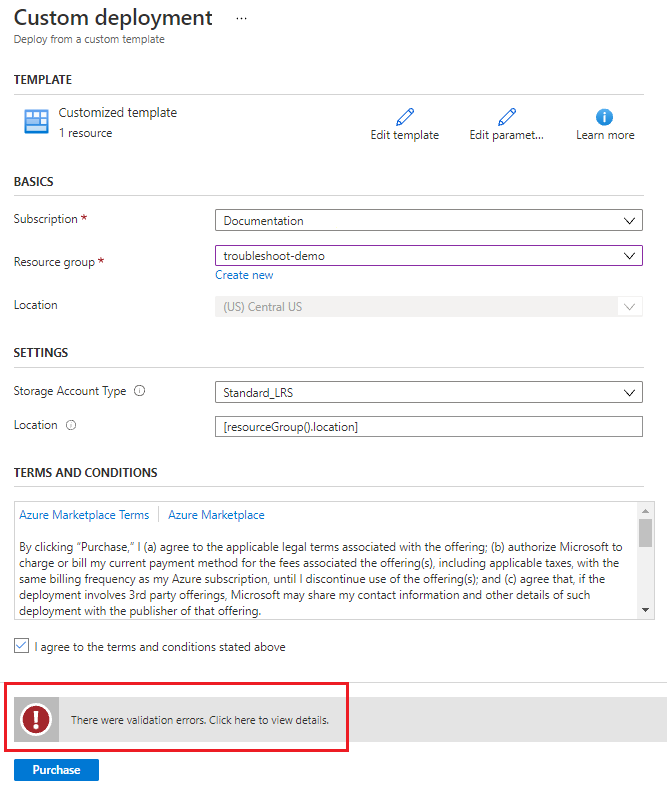 Custom deployment ...
Deploy from a custom template
TEMPLATE
Customized template
1 resource
Edit template
Edit paramet...
Learn more
BASICS
Subscription *
Documentation
Resource group *
troubleshoot-demo
Create new
Location
(US) Central US
SETTINGS
Storage Account Type
Standard_LRS
Location
[resourceGroup().location]
TERMS AND CONDITIONS
Azure Marketplace Terms | Azure Marketplace
By clicking “Purchase,” I (a) agree to the applicable legal terms associated with the offering; (b) authorize Microsoft to
charge or bill my current payment method for the fees associated the offering(s), including applicable taxes, with the
same billing frequency as my Azure subscription, until I discontinue use of the offering(s); and (c) agree that, if the
deployment involves 3rd party offerings, Microsoft may share my contact information and other details of such
deployment with the publisher of that offering.
I agree to the terms and conditions stated above
There were validation errors. Click here to view details.
Purchase